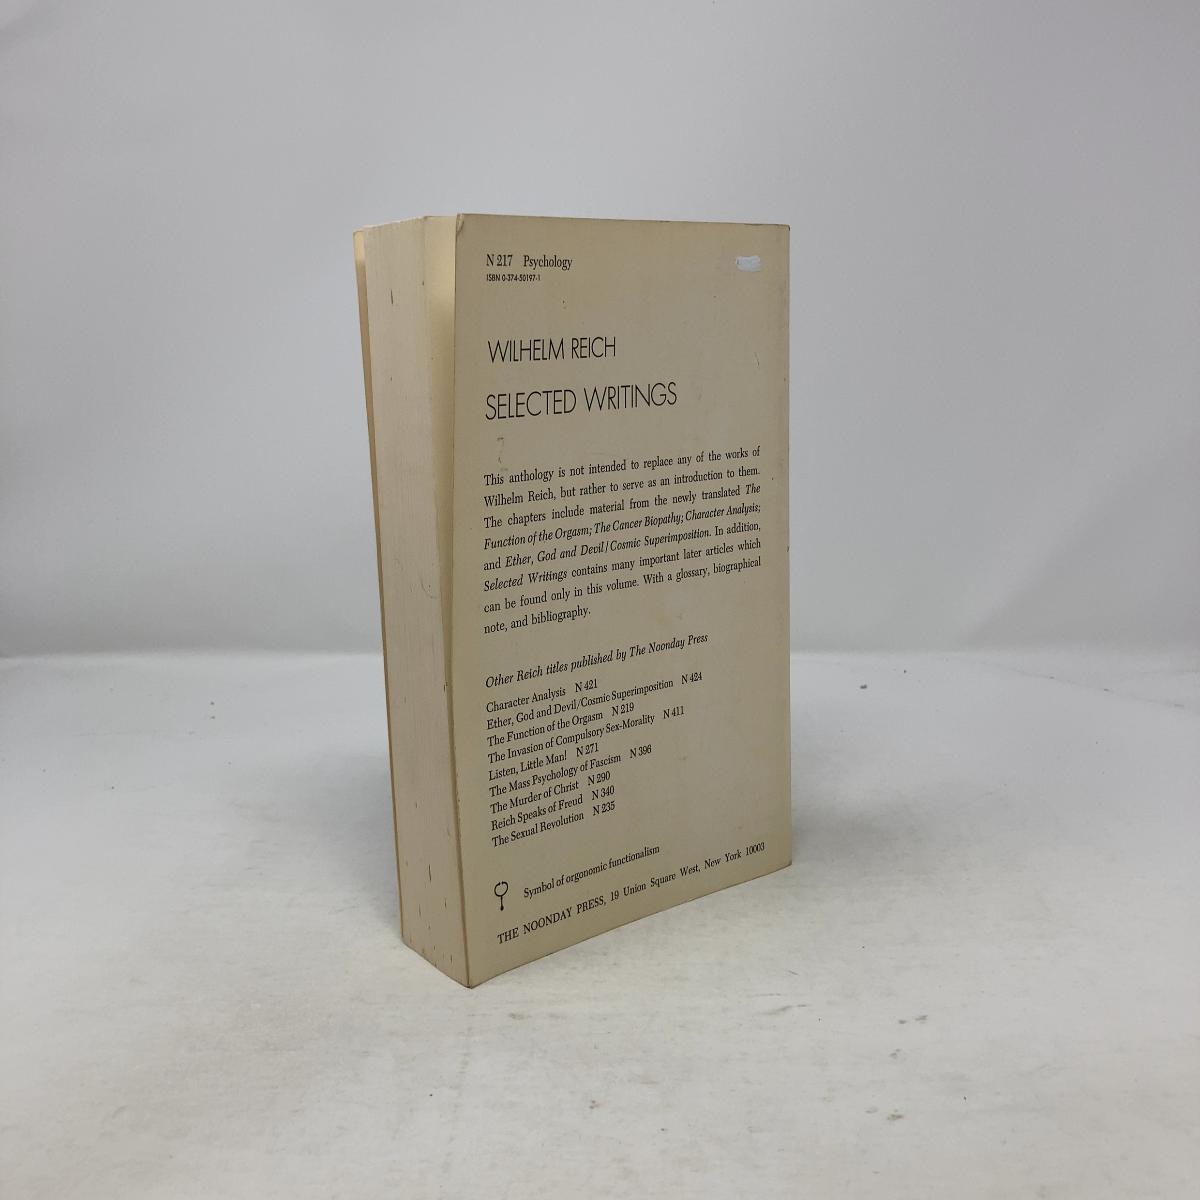 N 217 Psychology
ISBN 0-374-50197-1
WILHELM REICH
SELECTED WRITINGS
This anthology is not intended to replace any of the works of
Wilhelm Reich, but rather to serve as an introduction to them.
The chapters include material from the newly translated The
Function of the Orgasm; The Cancer Biopathy; Character Analysis;
and Ether, God and Devil/Cosmic Superimposition. In addition,
Selected Writings contains many important later articles which
can be found only in this volume. With a glossary, biographical
note, and bibliography.
Other Reich titles published by The Noonday Press
Character Analysis N 421
Ether, God and Devil/Cosmic Superimposition N 424
The Function of the Orgasm N 219
The Invasion of Compulsory Sex-Morality N 411
Listen, Little Man! N 271
The Mass Psychology of Fascism N 396
The Murder of Christ N 290
Reich Speaks of Freud N 340
The Sexual Revolution N 235
Symbol of orgonomic functionalism
THE NOONDAY PRESS, 19 Union Square West, New York 10003